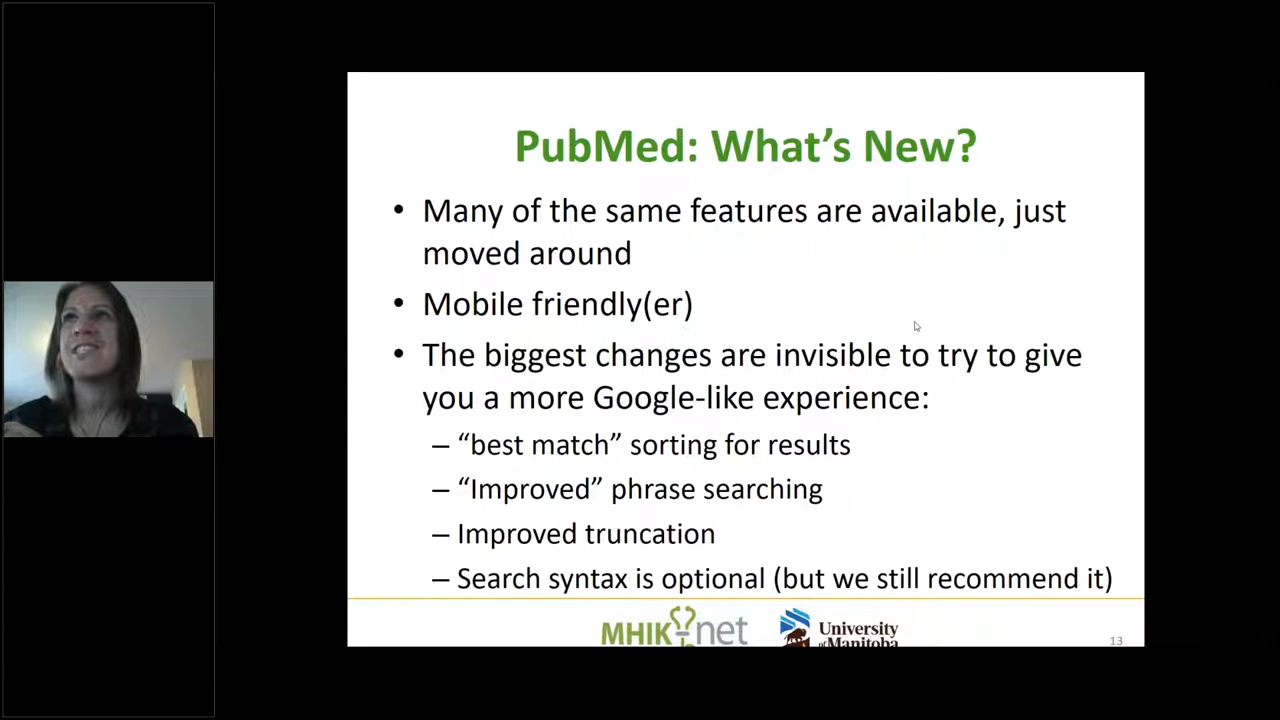 PubMed: What's New?
• Many of the same features are available, just
moved around
• Mobile friendly(er)
• The biggest changes are invisible to try to give
you a more Google-like experience:
– “best match” sorting for results
– “Improved” phrase searching
– Improved truncation
– Search syntax is optional (but we still recommend it)
MHIK-net
University
of Manitoba
13